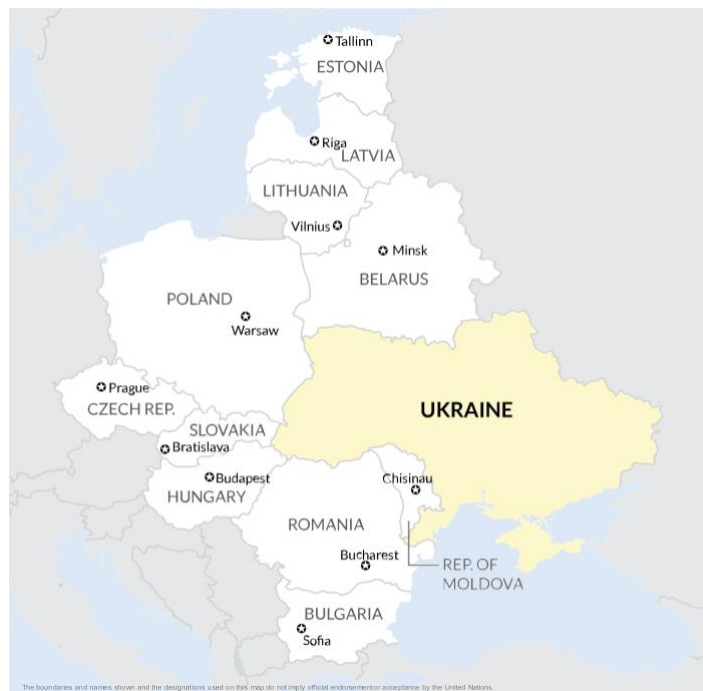 Tallinn
ESTONIA
Riga
LATVIA
LITHUANIA
Vilnius
Minsk
BELARUS
POLAND
Warsaw
Prague
CZECH REP.
UKRAINE
SLOVAKIA
Bratislava
Budapest
HUNGARY
Chisinau
ROMANIA
Bucharest
REP. OF
MOLDOVA
BULGARIA
Sofia
The boundaries and names shown and the designations used on this map do not imply official endorsement or acceptance by the United Nations.